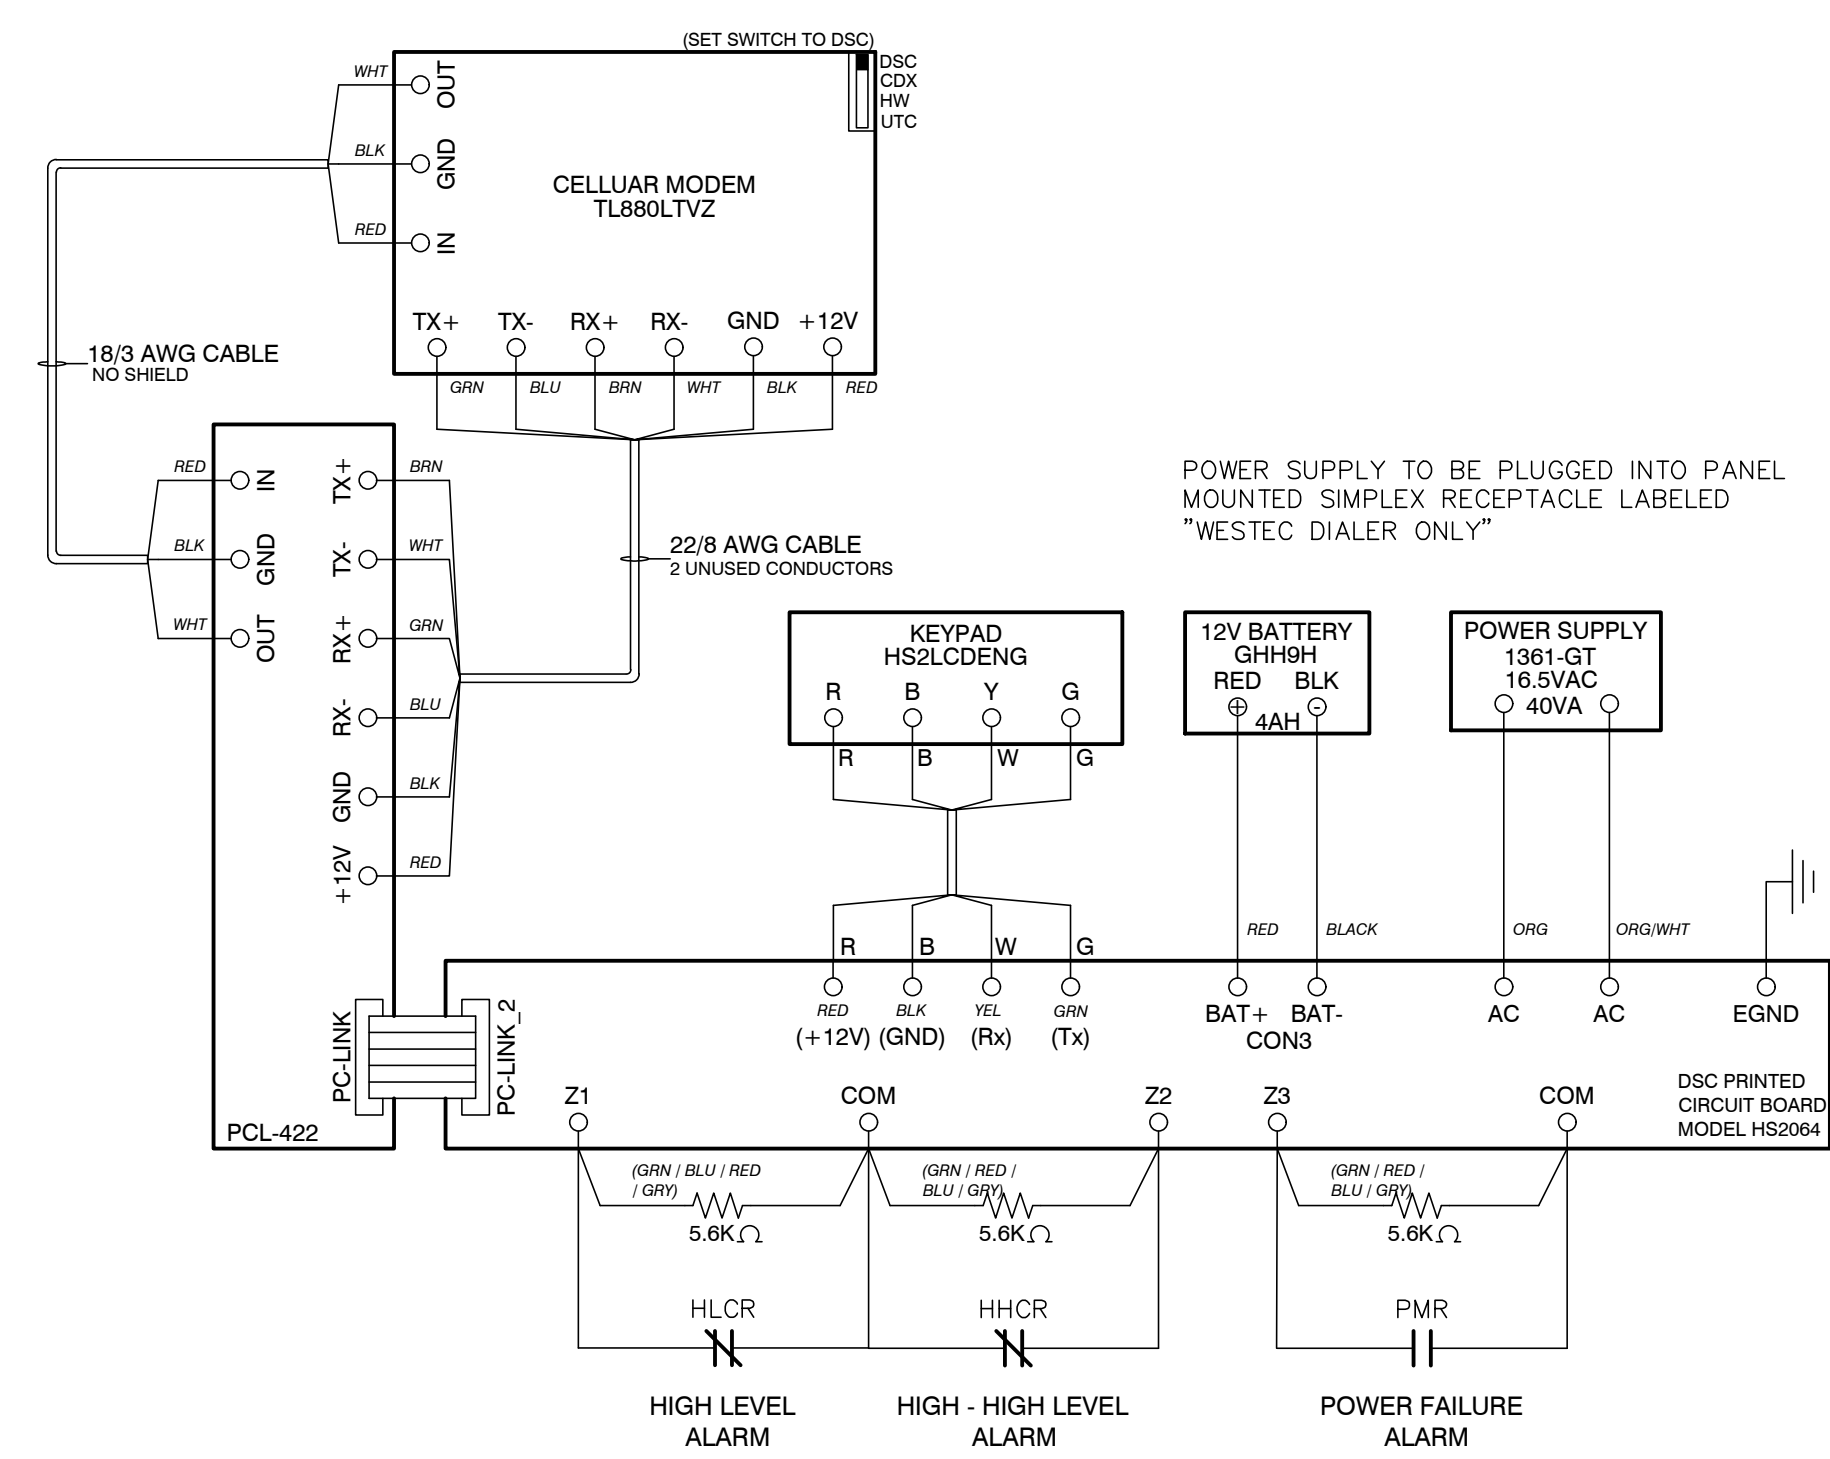 (SET SWITCH TO DSC)
DSC
CDX
HW
UTC
WHT
OUT
BLK
GND
RED
IN
CELLUAR MODEM
TL880LTVZ
TX+ TX- RX+ RX- GND +12V
GRN BLU BRN WHT BLK RED
18/3 AWG CABLE
NO SHIELD
RED
IN
BLK
GND
WHT
OUT
TX+
BRN
TX-
WHT
RX+
GRN
RX-
BLU
GND
BLK
+12V
RED
22/8 AWG CABLE
2 UNUSED CONDUCTORS
POWER SUPPLY TO BE PLUGGED INTO PANEL
MOUNTED SIMPLEX RECEPTACLE LABELED
"WESTEC DIALER ONLY"
KEYPAD
HS2LCDENG
R B Y G
R B W G
12V BATTERY
GHH9H
RED BLK
+ -
4AH
POWER SUPPLY
1361-GT
16.5VAC
40VA
RED BLACK ORG ORG/WHT
R B W G
RED BLK YEL GRN
(+12V) (GND) (Rx) (Tx)
BAT+ BAT-
CON3
AC AC EGND
PC-LINK
PC-LINK_2
PCL-422
Z1 COM Z2 Z3 COM
DSC PRINTED
CIRCUIT BOARD
MODEL HS2064
(GRN / BLU / RED
/ GRY)
5.6KΩ
(GRN / RED /
BLU / GRY)
5.6KΩ
(GRN / RED /
BLU / GRY)
5.6KΩ
HLCR HHCR PMR
HIGH LEVEL
ALARM
HIGH - HIGH LEVEL
ALARM
POWER FAILURE
ALARM